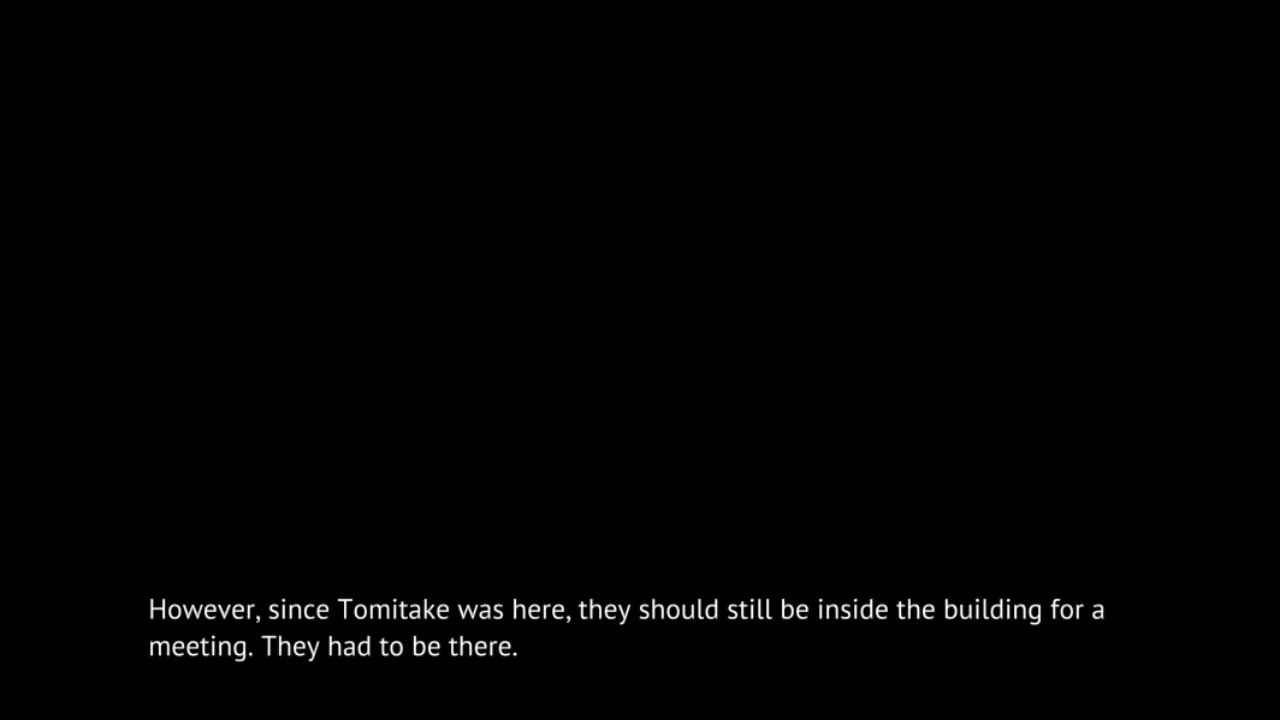 However, since Tomitake was here, they should still be inside the building for a
meeting. They had to be there.